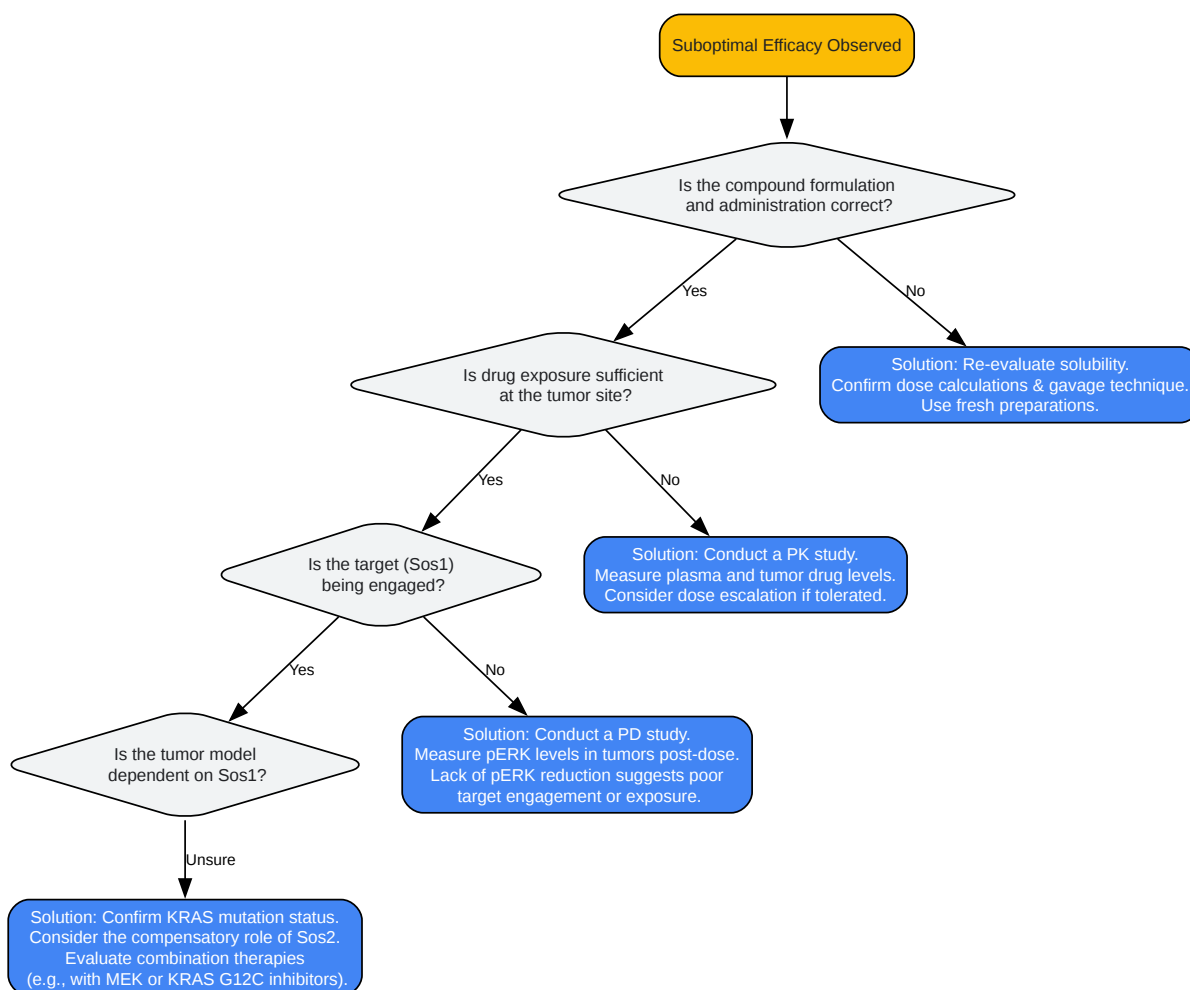 Suboptimal Efficacy Observed
Is the compound formulation
and administration correct?
Yes
No
Solution: Re-evaluate solubility.
Confirm dose calculations & gavage technique.
Use fresh preparations.
Is drug exposure sufficient
at the tumor site?
Yes
No
Solution: Conduct a PK study.
Measure plasma and tumor drug levels.
Consider dose escalation if tolerated.
Is the target (Sos1)
being engaged?
Yes
No
Solution: Conduct a PD study.
Measure pERK levels in tumors post-dose.
Lack of pERK reduction suggests poor
target engagement or exposure.
Is the tumor model
dependent on Sos1?
Unsure
Solution: Confirm KRAS mutation status.
Consider the compensatory role of Sos2.
Evaluate combination therapies
(e.g., with MEK or KRAS G12C inhibitors).